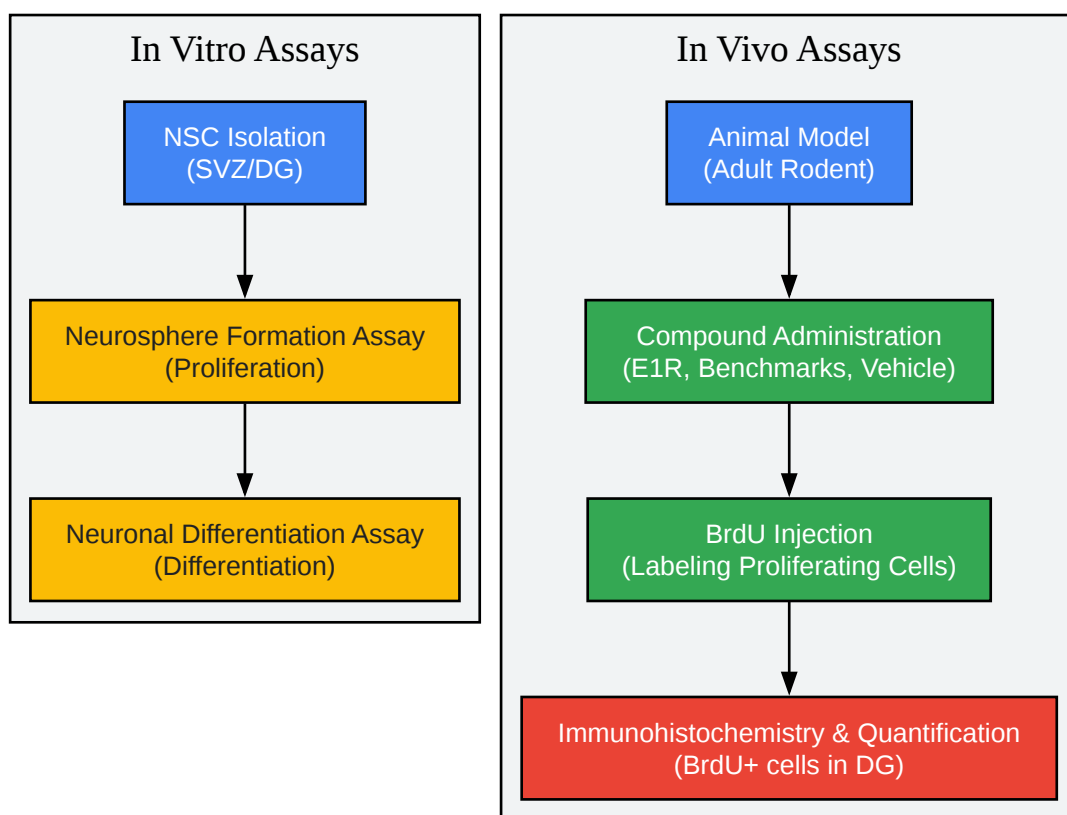 In Vitro Assays
NSC Isolation
(SVZ/DG)
Neurosphere Formation Assay
(Proliferation)
Neuronal Differentiation Assay
(Differentiation)
In Vivo Assays
Animal Model
(Adult Rodent)
Compound Administration
(E1R, Benchmarks, Vehicle)
BrdU Injection
(Labeling Proliferating Cells)
Immunohistochemistry & Quantification
(BrdU+ cells in DG)